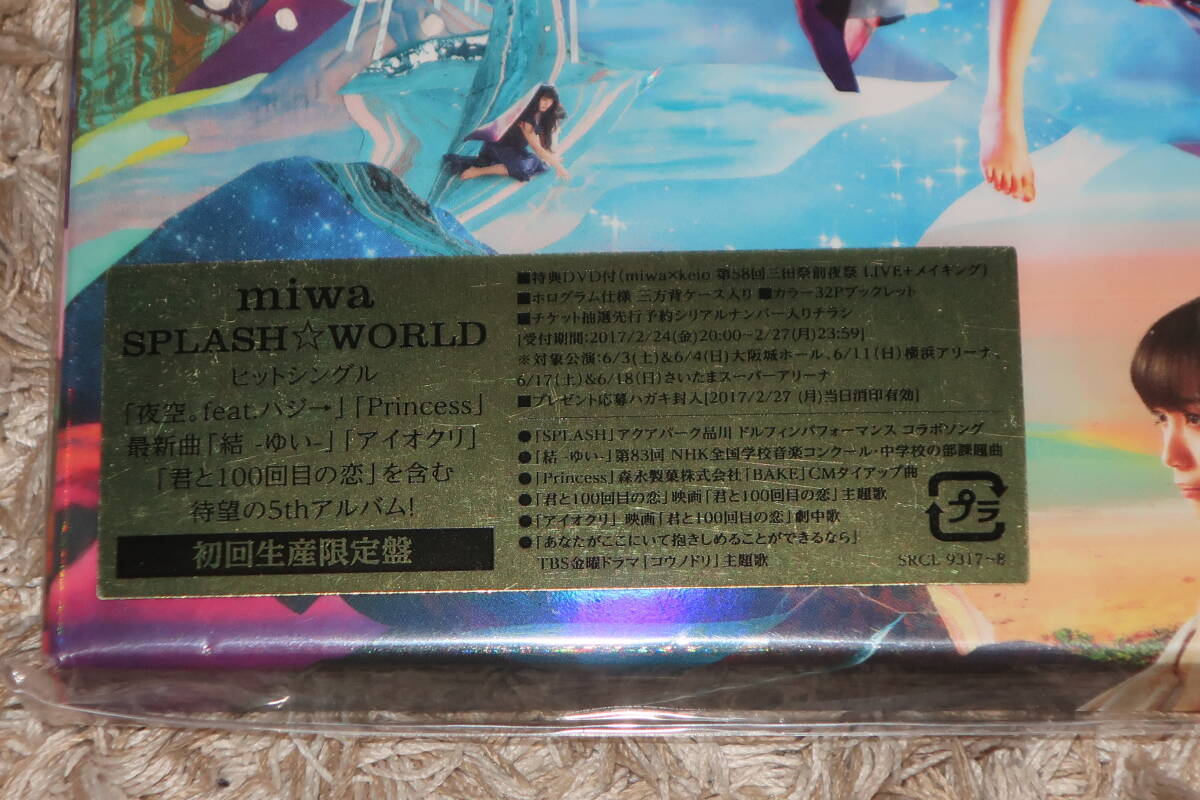 miwa
SPLASH☆WORLD
ヒットシングル
「夜空。feat.ハジ→」「Princess」
最新曲「結 -ゆい-」「アイオクリ」
「君と100回目の恋」を含む
待望の5thアルバム!
初回生産限定盤
■特典DVD付(miwa×keio 第58回三田祭前夜祭 LIVE+メイキング)
■ホログラム仕様 三方背ケース入り ■カラー32Pブックレット
■チケット抽選先行予約シリアルナンバー入りチラシ
[受付期間:2017/2/24(金)20:00~2/27(月)23:59]
※対象公演:6/3(土)&6/4(日)大阪城ホール、6/11(日)横浜アリーナ、
6/17(土)&6/18(日)さいたまスーパーアリーナ
■プレゼント応募ハガキ封入[2017/2/27 (月)当日消印有効]
●「SPLASH」アクアパーク品川 ドルフィンパフォーマンス コラボソング
●「結 -ゆい-」第83回 NHK全国学校音楽コンクール・中学校の部課題曲
●「Princess」森永製菓株式会社「BAKE」CMタイアップ曲
●「君と100回目の恋」映画「君と100回目の恋」主題歌
●「アイオクリ」映画「君と100回目の恋」劇中歌
●「あなたがここにいて抱きしめることができるなら」
TBS金曜ドラマ「コウノドリ」主題歌
プラ
SRCL 9317~8